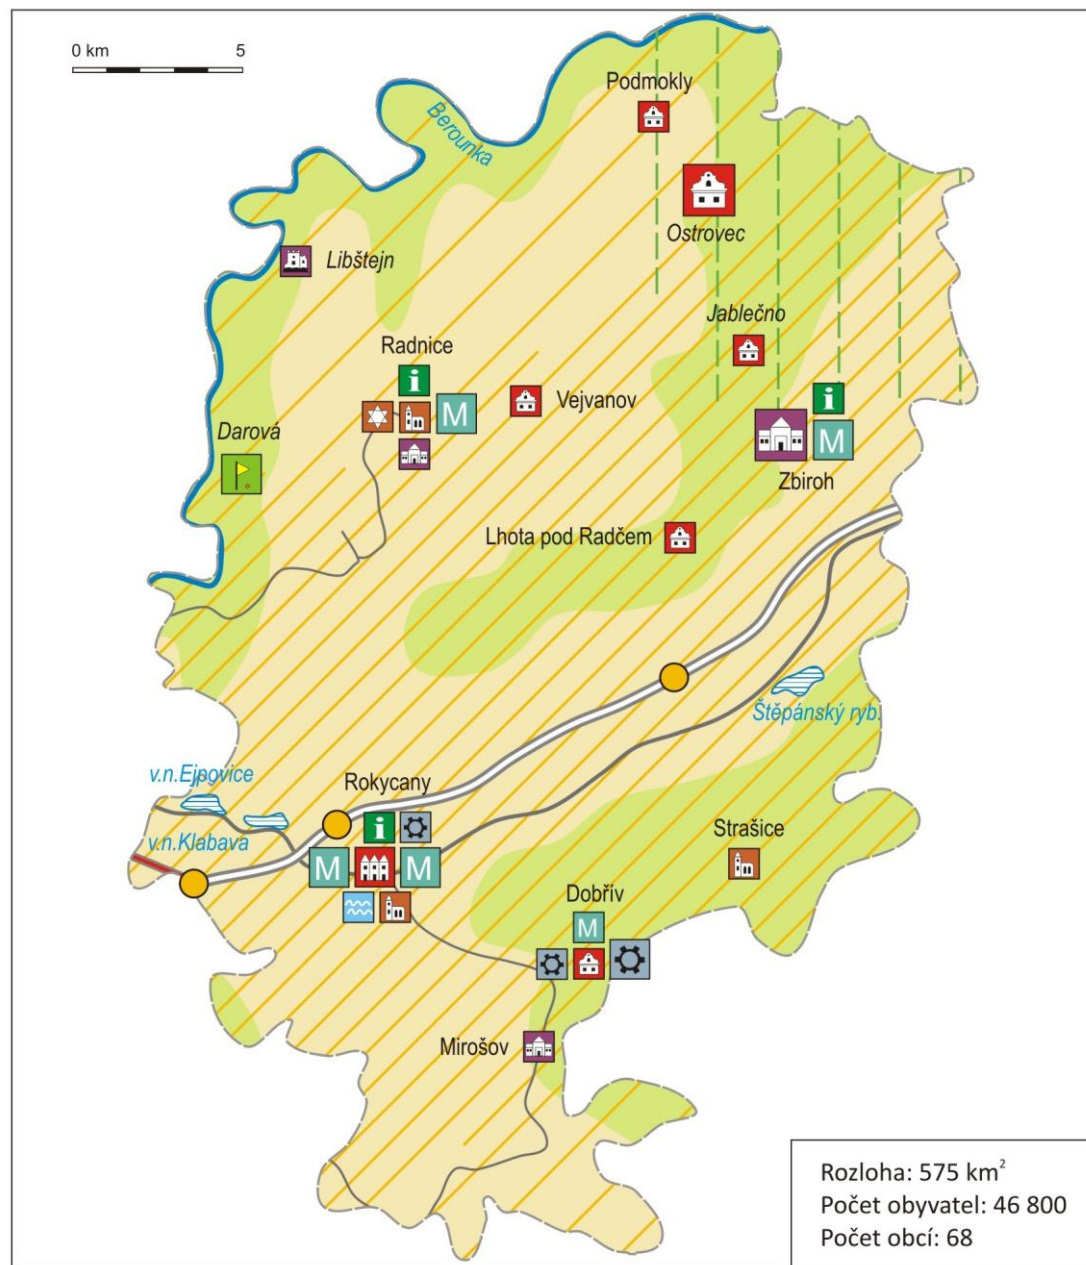 0 km 5
Podmokly
Berounka
Ostrovec
Libštejn
Jablečno
Radnice
i
M
Vejvanov
i
M
Darová
Zbiroh
Lhota pod Radčem
Štěpánský ryb.
v.n.Ejpovice
Rokycany
i
v.n.Klabava
Strašice
M M
Dobřív
M
Mirošov
Rozloha: 575 km²
Počet obyvatel: 46 800
Počet obcí: 68